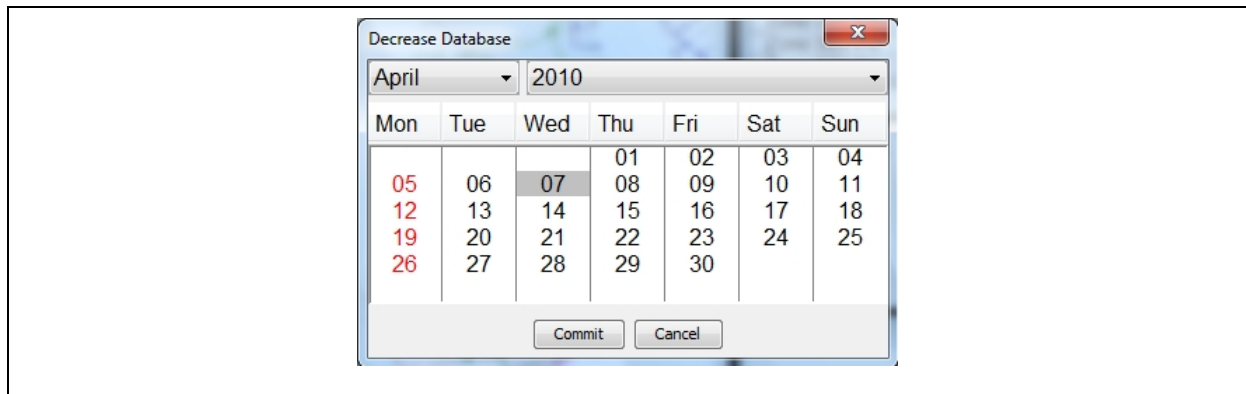 Decrease Database
April 2010
Mon Tue Wed Thu Fri Sat Sun
01 02 03 04
05 06 07 08 09 10 11
12 13 14 15 16 17 18
19 20 21 22 23 24 25
26 27 28 29 30
Commit Cancel